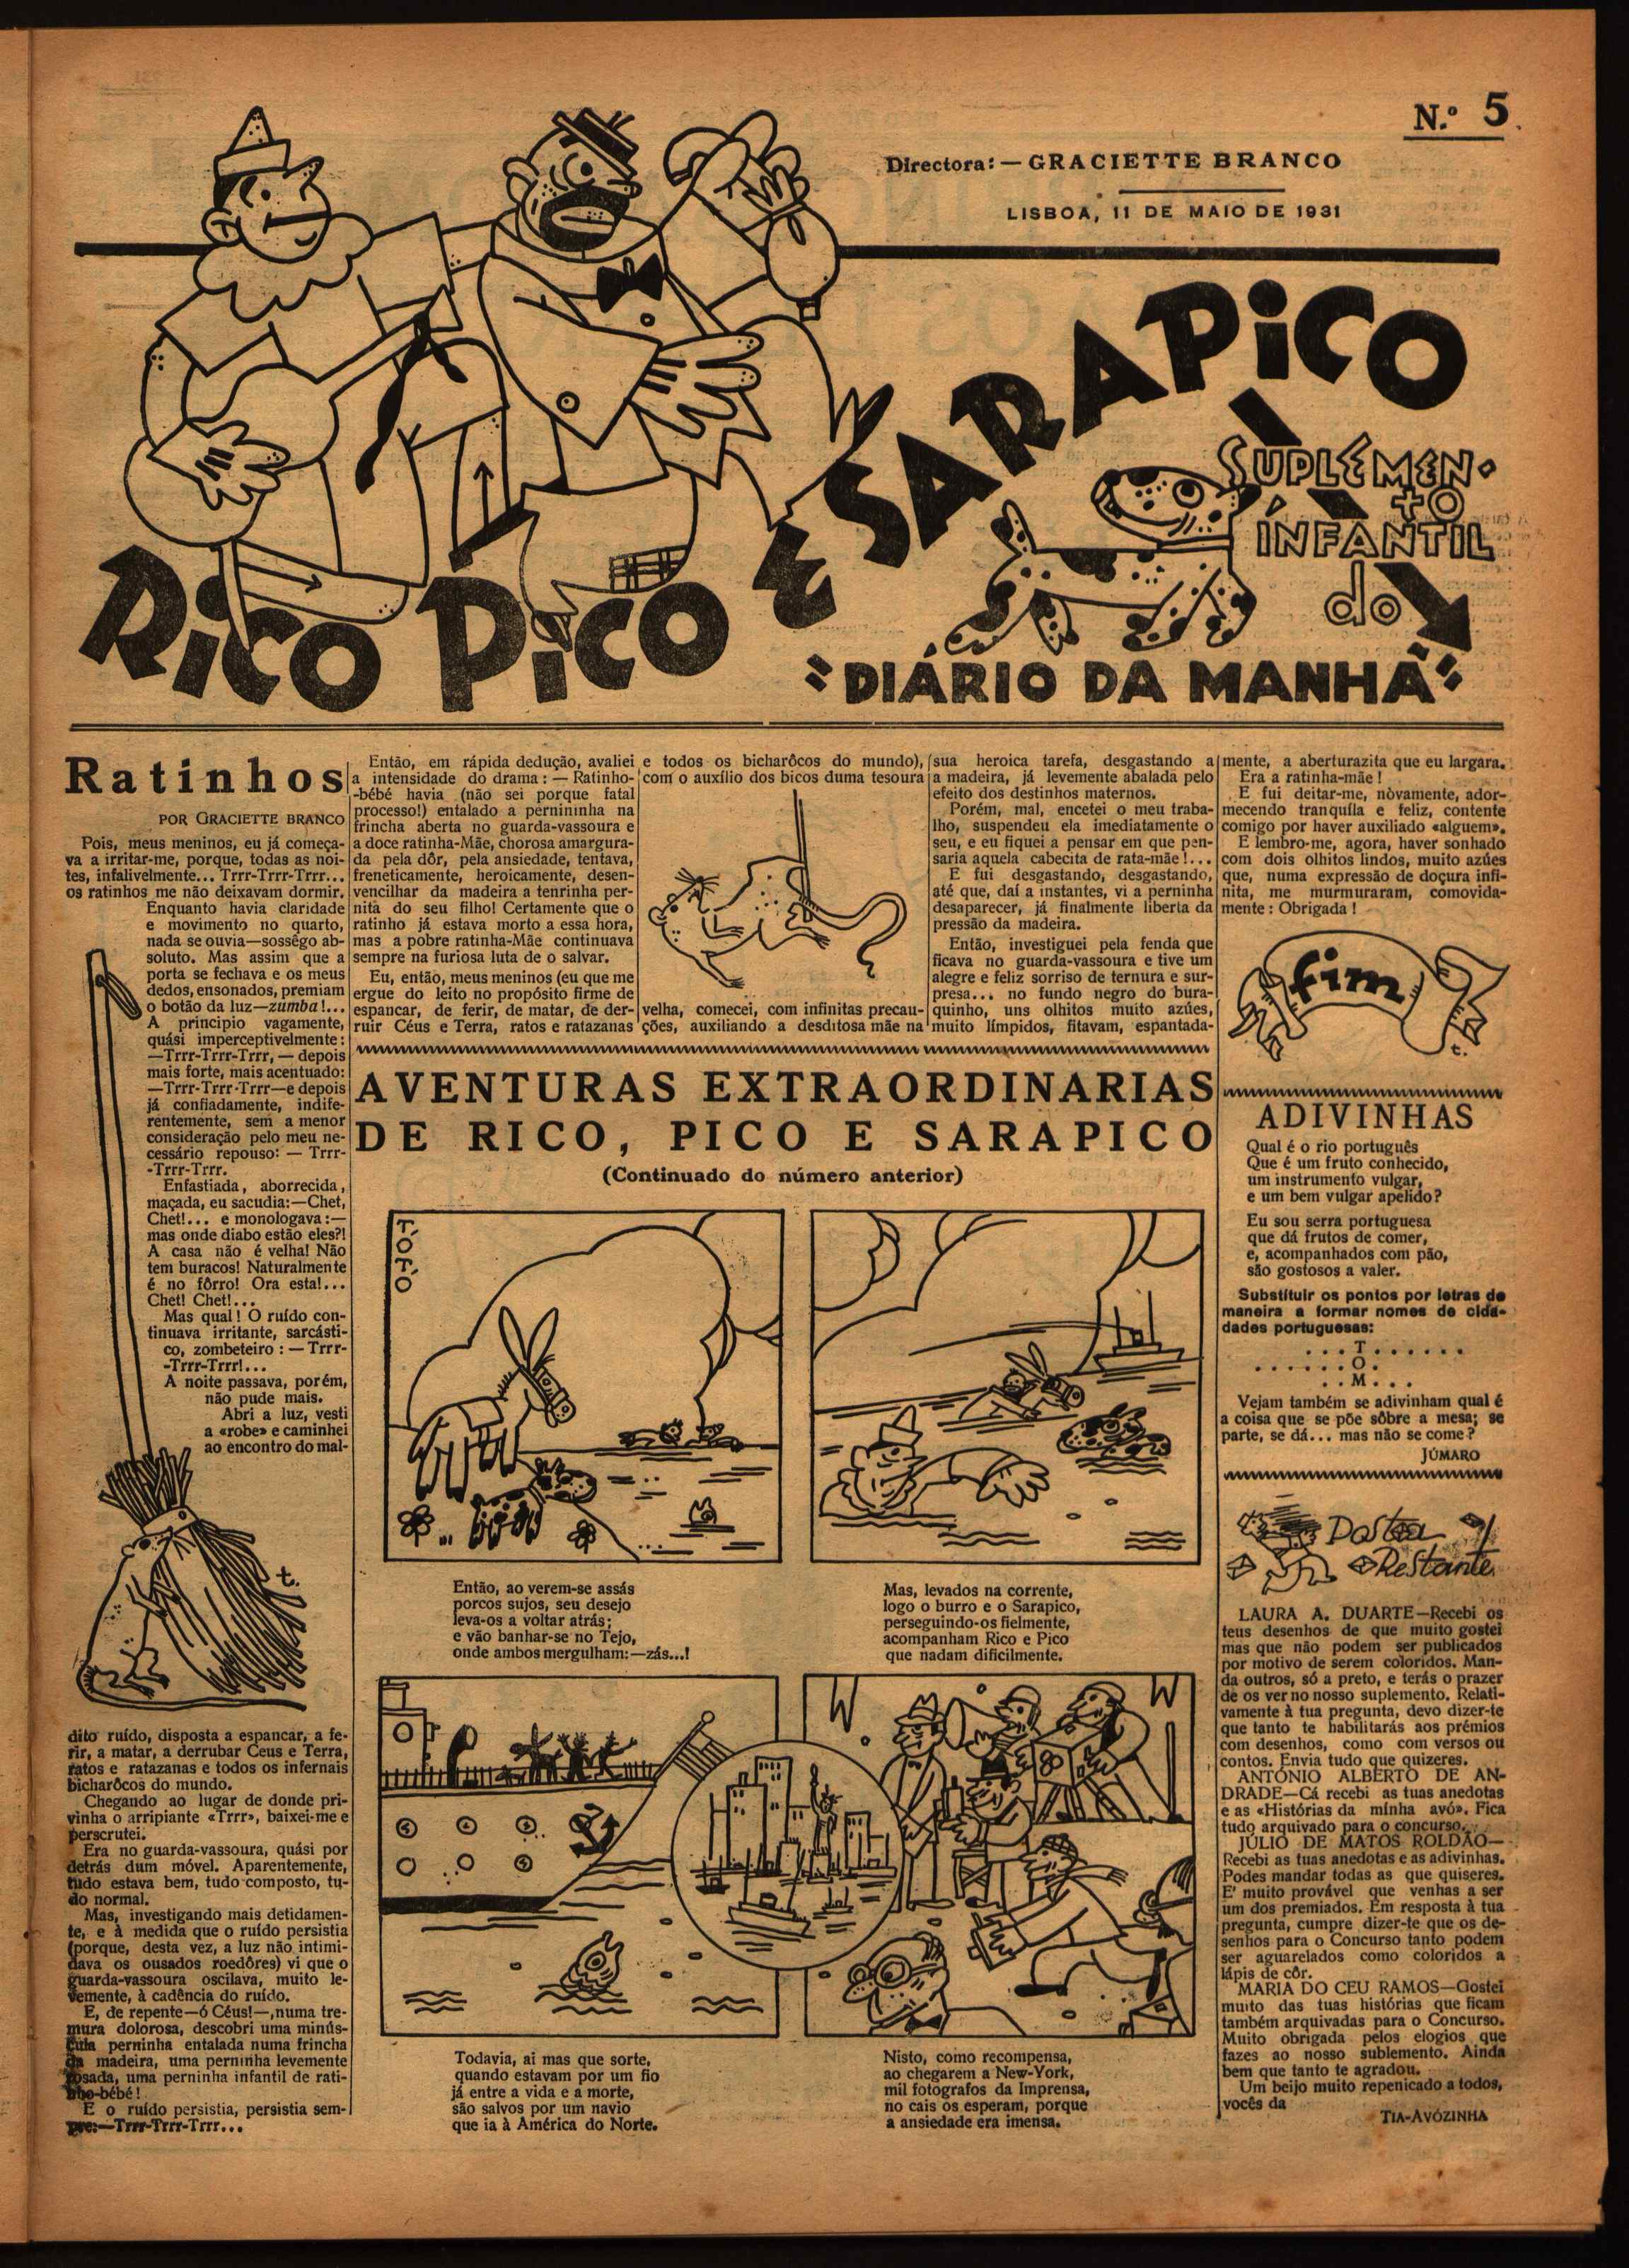 N.º 5
Directora: — GRACIETTE BRANCO
LISBOA, 11 DE MAIO DE 1931
RICO PICO E SARAPICO
SUPLEMEN-
TO
INFANTIL
do
"DIÁRIO DA MANHÃ"
Ratinhos
POR GRACIETTE BRANCO
Pois, meus meninos, eu já começa-
va a irritar-me, porque, todas as noi-
tes, infalivelmente... Trrr-Trrr-Trrr...
os ratinhos me não deixavam dormir.
Enquanto havia claridade
e movimento no quarto,
nada se ouvia—sossêgo ab-
soluto. Mas assim que a
porta se fechava e os meus
dedos, ensonados, premiam
o botão da luz—zumba!...
A principio vagamente,
quási imperceptivelmente:
—Trrr-Trrr-Trrr, — depois
mais forte, mais acentuado:
—Trrr-Trrr-Trrr—e depois
já confiadamente, indife-
rentemente, sem a menor
consideração pelo meu ne-
cessário repouso: — Trrr-
-Trrr-Trrr.
Enfastiada, aborrecida,
maçada, eu sacudia:—Chet,
Chet!... e monologava:—
mas onde diabo estão eles?!
A casa não é velha! Não
tem buracos! Naturalmente
é no fôrro! Ora esta!...
Chet! Chet!...
Mas qual! O ruído con-
tinuava irritante, sarcásti-
co, zombeteiro: — Trrr-
-Trrr-Trrr!...
A noite passava, porém,
não pude mais.
Abri a luz, vesti
a «robe» e caminhei
ao encontro do mal-
t.
dito ruído, disposta a espancar, a fe-
rir, a matar, a derrubar Ceus e Terra,
ratos e ratazanas e todos os infernais
bicharôcos do mundo.
Chegando ao lugar de donde pri-
vinha o arripiante «Trrr», baixei-me e
perscrutei.
Era no guarda-vassoura, quási por
detrás dum móvel. Aparentemente,
tudo estava bem, tudo composto, tu-
do normal.
Mas, investigando mais detidamen-
te, e à medida que o ruído persistia
(porque, desta vez, a luz não intimi-
dava os ousados roedôres) vi que o
guarda-vassoura oscilava, muito le-
vemente, à cadência do ruído.
E, de repente—ó Céus!—,numa tre-
mura dolorosa, descobri uma minús-
cula perninha entalada numa frincha
da madeira, uma perninha levemente
rosada, uma perninha infantil de rati-
nho-bébé!
E o ruído persistia, persistia sem-
pre:—Trrr-Trrr-Trrr...
Então, em rápida dedução, avaliei
a intensidade do drama: — Ratinho-
-bébé havia (não sei porque fatal
processo!) entalado a pernininha na
frincha aberta no guarda-vassoura e
a doce ratinha-Mãe, chorosa amargura-
da pela dôr, pela ansiedade, tentava,
freneticamente, heroicamente, desen-
vencilhar da madeira a tenrinha per-
nita do seu filho! Certamente que o
ratinho já estava morto a essa hora,
mas a pobre ratinha-Mãe continuava
sempre na furiosa luta de o salvar.
Eu, então, meus meninos (eu que me
ergue do leito no propósito firme de
espancar, de ferir, de matar, de der-
ruir Céus e Terra, ratos e ratazanas
e todos os bicharôcos do mundo),
com o auxílio dos bicos duma tesoura
velha, comecei, com infinitas precau-
ções, auxiliando a desditosa mãe na
sua heroica tarefa, desgastando a
a madeira, já levemente abalada pelo
efeito dos destinhos maternos.
Porém, mal, encetei o meu traba-
lho, suspendeu ela imediatamente o
seu, e eu fiquei a pensar em que pen-
saria aquela cabecita de rata-mãe!...
E fui desgastando, desgastando,
até que, daí a instantes, vi a perninha
desaparecer, já finalmente liberta da
pressão da madeira.
Então, investiguei pela fenda que
ficava no guarda-vassoura e tive um
alegre e feliz sorriso de ternura e sur-
presa... no fundo negro do bura-
quinho, uns olhitos muito azúes,
muito límpidos, fitavam, espantada-
mente, a aberturazita que eu largara.
Era a ratinha-mãe!
E fui deitar-me, nòvamente, ador-
mecendo tranquíla e feliz, contente
comigo por haver auxiliado «alguem».
E lembro-me, agora, haver sonhado
com dois olhitos lindos, muito azúes
que, numa expressão de doçura infi-
nita, me murmuraram, comovida-
mente: Obrigada!
fim
t.
AVENTURAS EXTRAORDINARIAS
DE RICO, PICO E SARAPICO
(Continuado do número anterior)
TÓTÓ
Então, ao verem-se assás
porcos sujos, seu desejo
leva-os a voltar atrás;
e vão banhar-se no Tejo,
onde ambos mergulham:—zás...!
Mas, levados na corrente,
logo o burro e o Sarapico,
perseguindo-os fielmente,
acompanham Rico e Pico
que nadam dificilmente.
Todavia, ai mas que sorte,
quando estavam por um fio
já entre a vida e a morte,
são salvos por um navio
que ia à América do Norte.
Nisto, como recompensa,
ao chegarem a New-York,
mil fotógrafos da Imprensa,
no cais os esperam, porque
a ansiedade era imensa.
ADIVINHAS
Qual é o rio português
Que é um fruto conhecido,
um instrumento vulgar,
e um bem vulgar apelido?
Eu sou serra portuguesa
que dá frutos de comer,
e, acompanhados com pão,
são gostosos a valer.
Substituir os pontos por letras de
maneira a formar nomes de cida-
dades portuguesas:
. . . T . . . . . .
. . . . . . O .
. . M . . .
Vejam também se adivinham qual é
a coisa que se põe sôbre a mesa; se
parte, se dá... mas não se come?
JÚMARO
Posta
Restante
LAURA A. DUARTE—Recebi os
teus desenhos de que muito gostei
mas que não podem ser publicados
por motivo de serem coloridos. Man-
da outros, só a preto, e terás o prazer
de os ver no nosso suplemento. Relati-
vamente à tua pregunta, devo dizer-te
que tanto te habilitarás aos prémios
com desenhos, como com versos ou
contos. Envia tudo que quizeres.
ANTÓNIO ALBERTO DE AN-
DRADE—Cá recebi as tuas anedotas
e as «Histórias da minha avó». Fica
tudo arquivado para o concurso.
JÚLIO DE MATOS ROLDÃO—
Recebi as tuas anedotas e as adivinhas.
Podes mandar todas as que quiseres.
E' muito provável que venhas a ser
um dos premiados. Em resposta à tua
pregunta, cumpre dizer-te que os de-
senhos para o Concurso tanto podem
ser aguarelados como coloridos a
lápis de côr.
MARIA DO CEU RAMOS—Gostei
muito das tuas histórias que ficam
também arquivadas para o Concurso.
Muito obrigada pelos elogios que
fazes ao nosso sublemento. Ainda
bem que tanto te agradou.
Um beijo muito repenicado a todos,
vocês da
TIA-AVÓZINHA